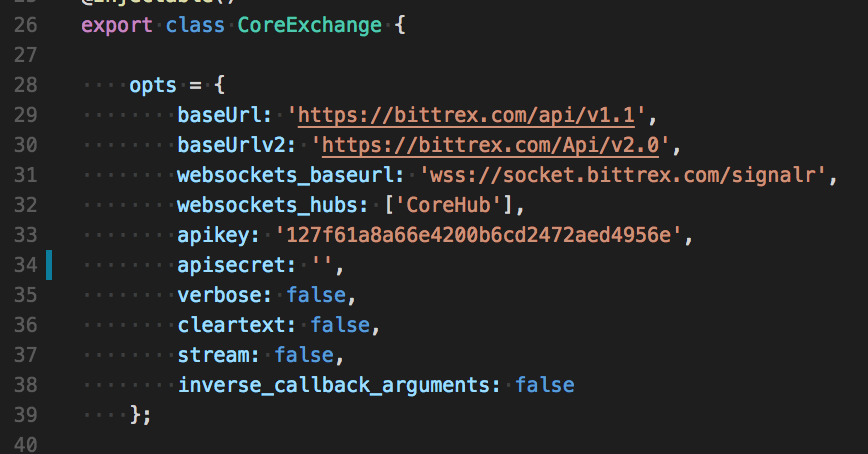 25 @Injectable()
26 export class CoreExchange {
27
28 opts = {
29 baseUrl: 'https://bittrex.com/api/v1.1',
30 baseUrlv2: 'https://bittrex.com/Api/v2.0',
31 websockets_baseurl: 'wss://socket.bittrex.com/signalr',
32 websockets_hubs: ['CoreHub'],
33 apikey: '127f61a8a66e4200b6cd2472aed4956e',
34 apisecret: '',
35 verbose: false,
36 cleartext: false,
37 stream: false,
38 inverse_callback_arguments: false
39 };
40